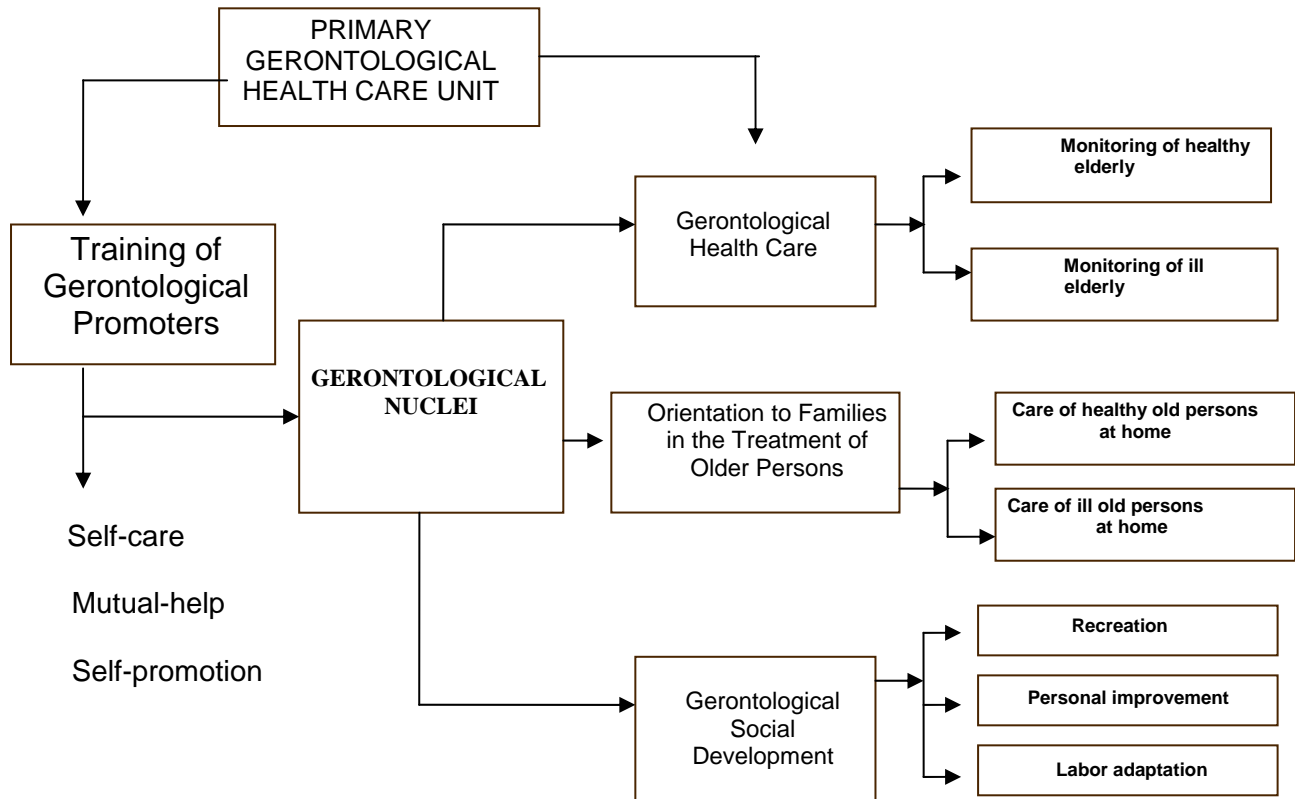 PRIMARY
GERONTOLOGICAL
HEALTH CARE UNIT
Monitoring of healthy
elderly
Gerontological
Health Care
Monitoring of ill
elderly
Training of
Gerontological
Promoters
GERONTOLOGICAL
NUCLEI
Orientation to Families
in the Treatment of
Older Persons
Care of healthy old persons
at home
Care of ill old persons
at home
Self-care
Mutual-help
Self-promotion
Gerontological
Social
Development
Recreation
Personal improvement
Labor adaptation